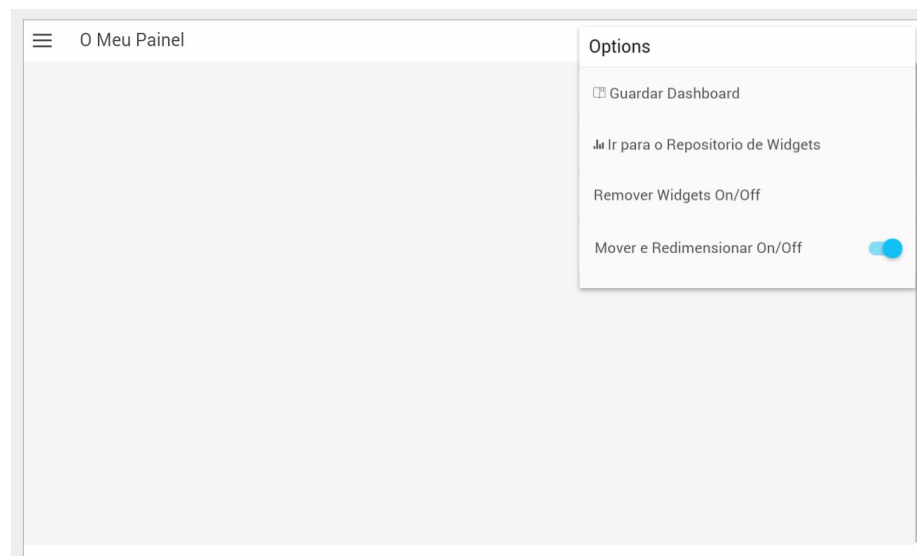 O Meu Painel
Options
Guardar Dashboard
Ir para o Repositorio de Widgets
Remover Widgets On/Off
Mover e Redimensionar On/Off